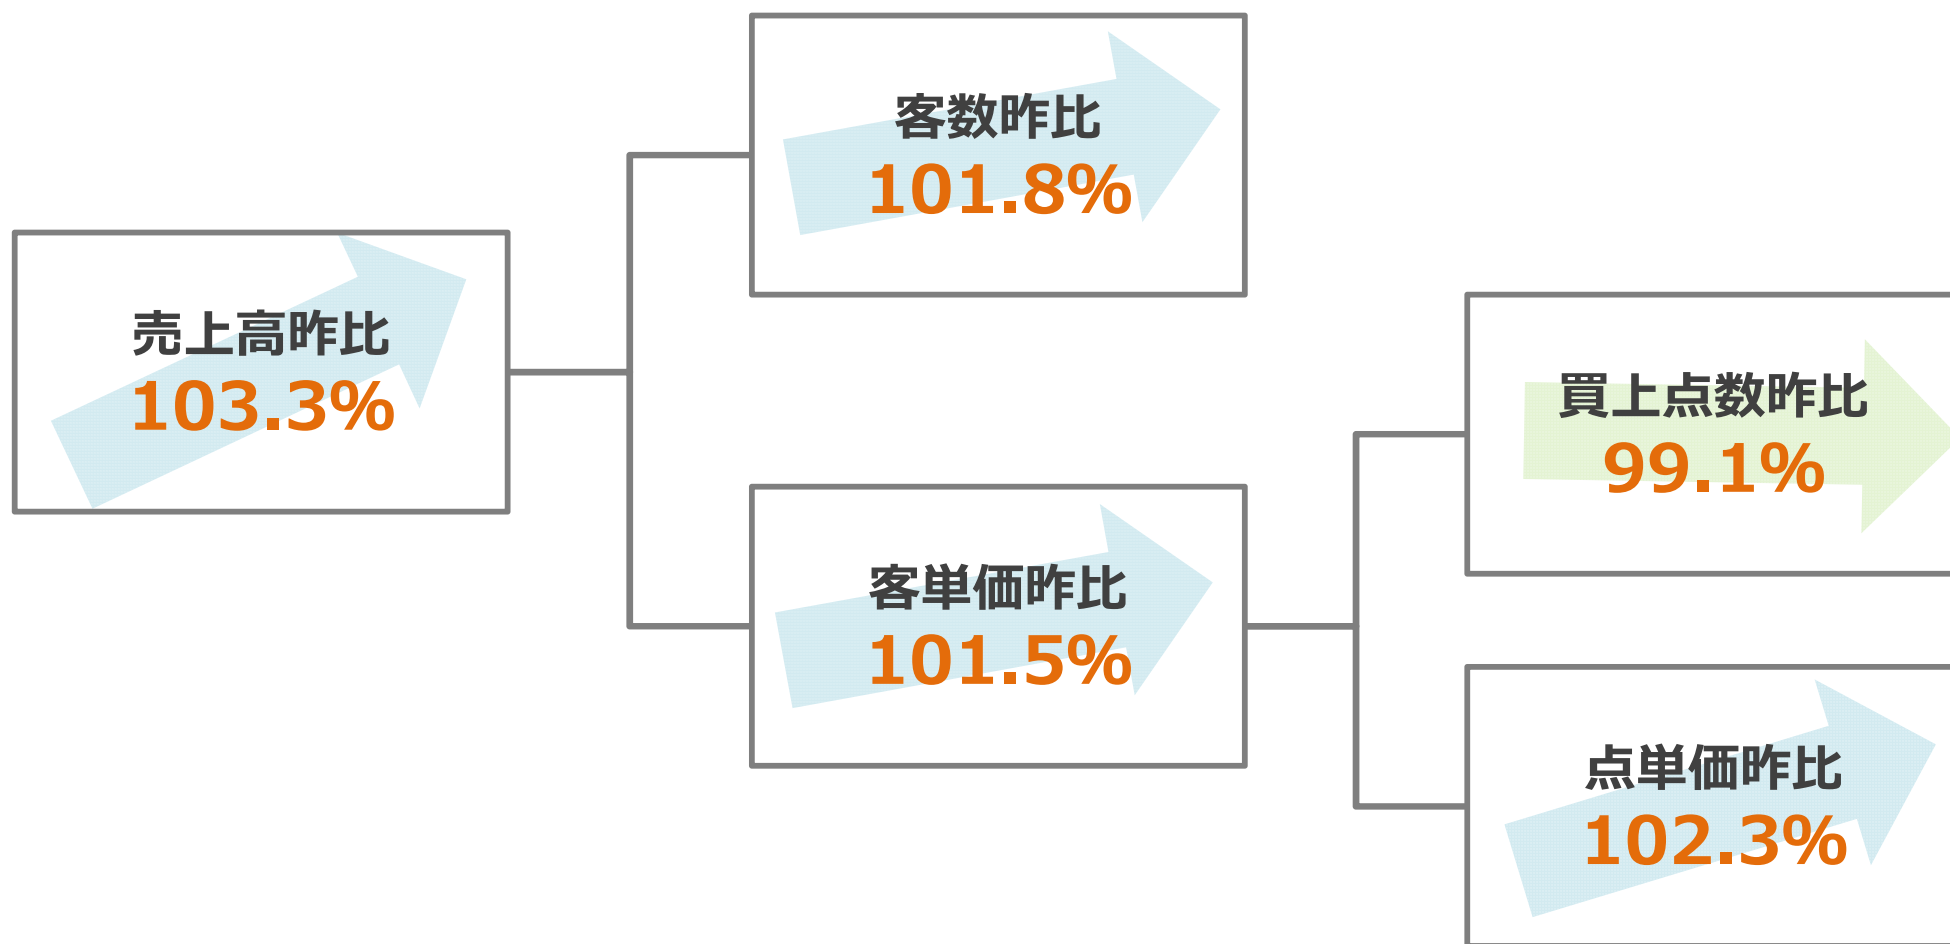 売上高昨比
103.3%
客数昨比
101.8%
客単価昨比
101.5%
買上点数昨比
99.1%
点単価昨比
102.3%